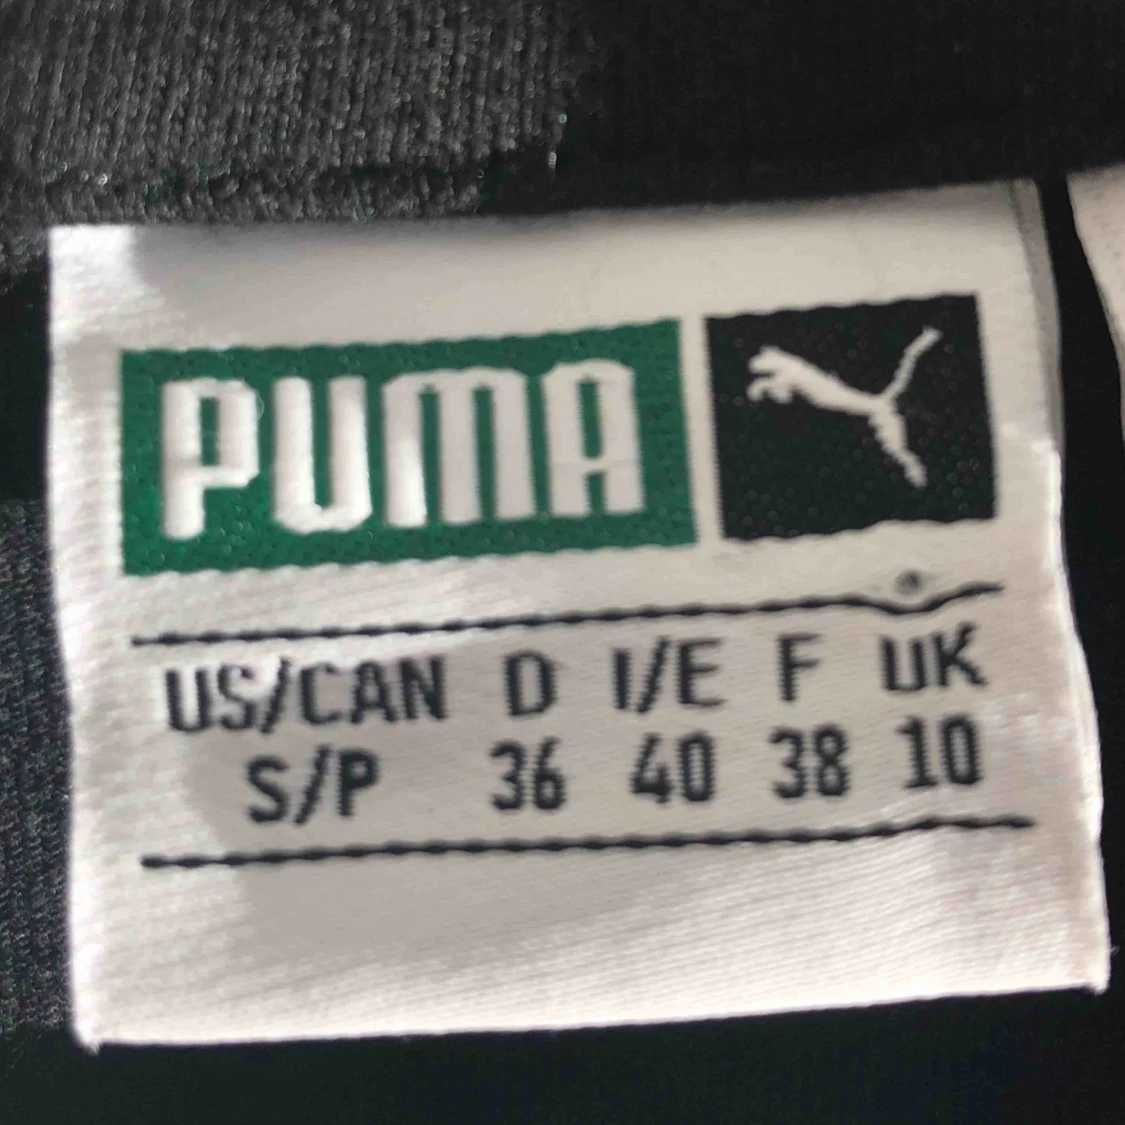 PUMA
US/CAN D I/E F UK
S/P 36 40 38 10